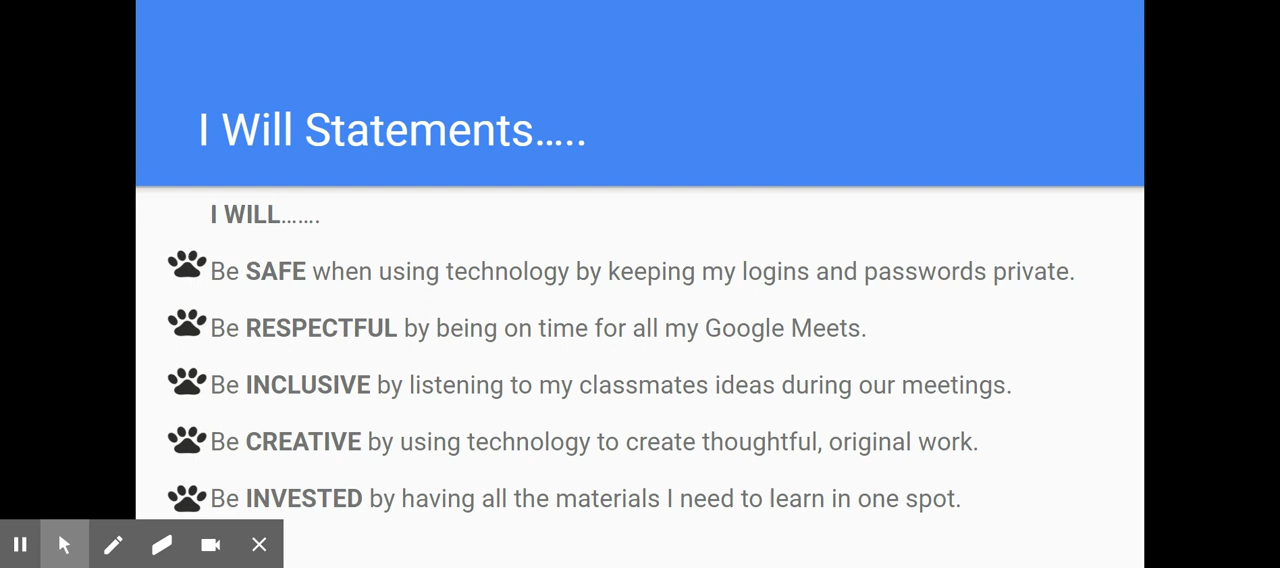 I Will Statements.....
I WILL.......
Be SAFE when using technology by keeping my logins and passwords private.
Be RESPECTFUL by being on time for all my Google Meets.
Be INCLUSIVE by listening to my classmates ideas during our meetings.
Be CREATIVE by using technology to create thoughtful, original work.
Be INVESTED by having all the materials I need to learn in one spot.